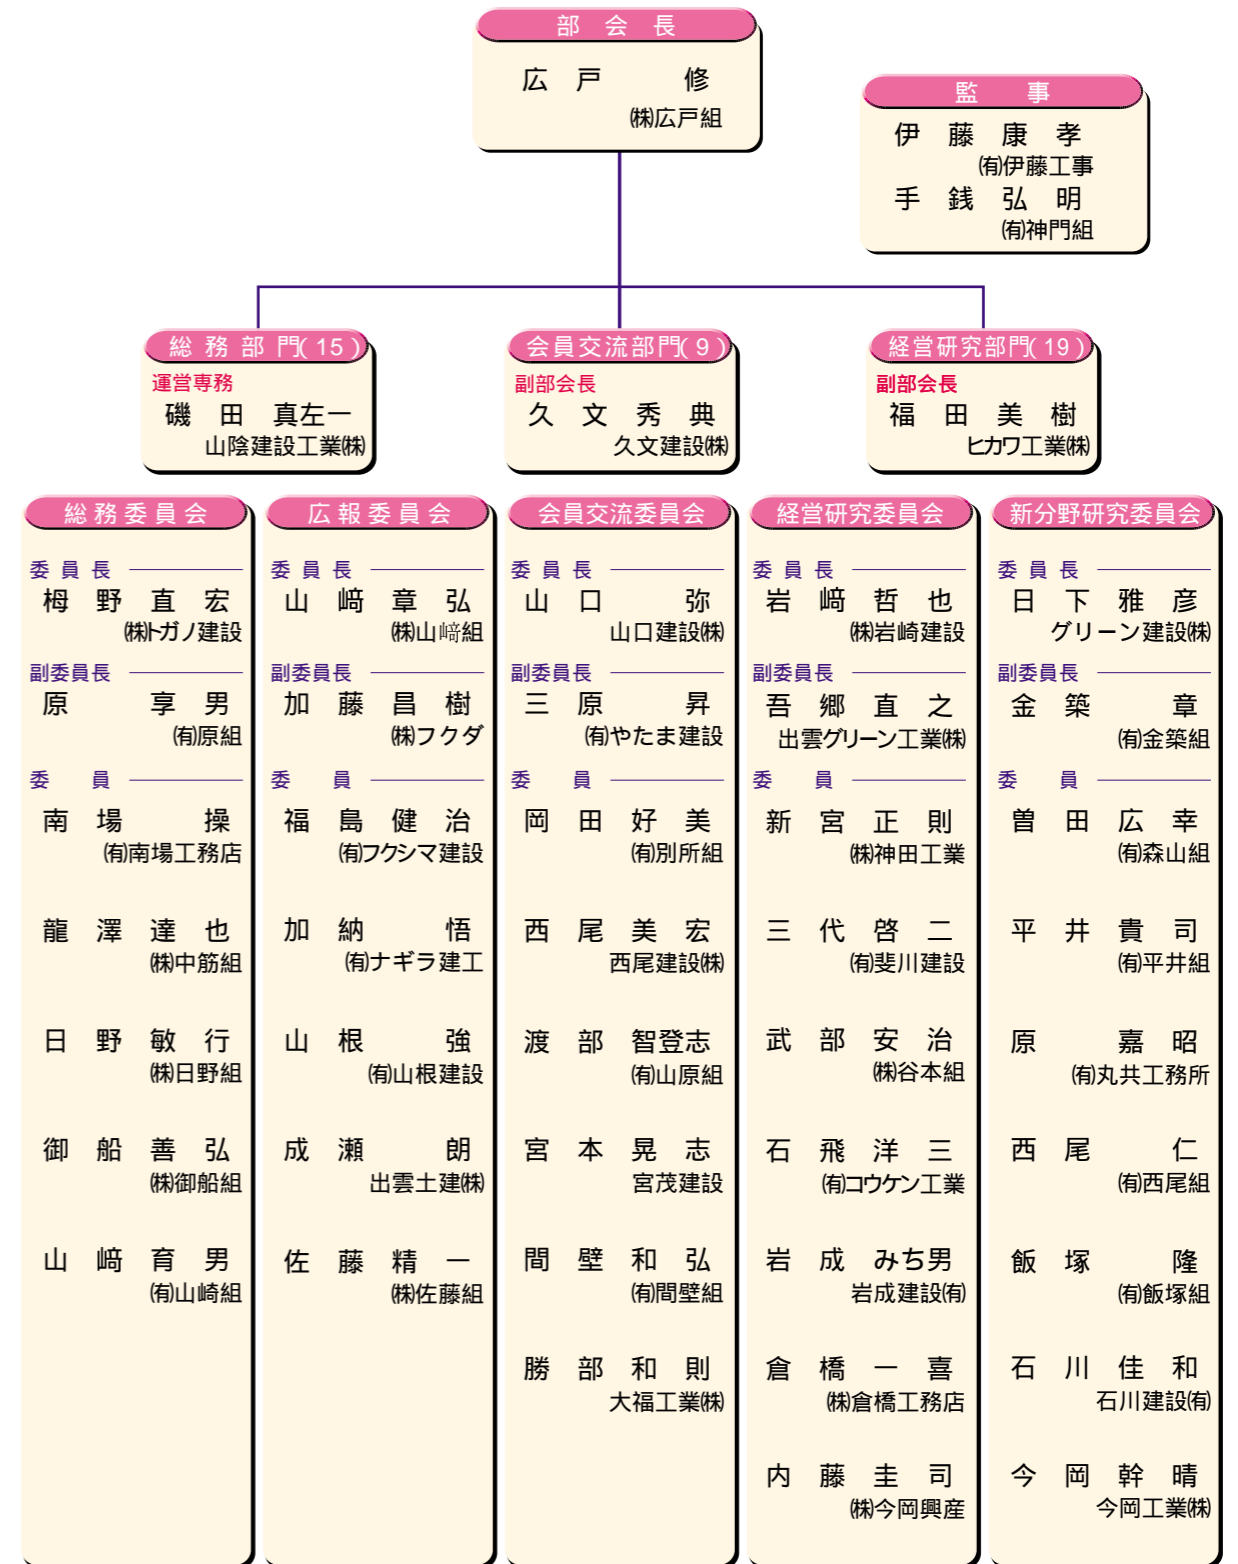 部会長
広戸 修
㈱広戸組
監事
伊藤康孝
㈲伊藤工事
手銭弘明
㈲神門組
総務部門(15)
運営専務
磯田真左一
山陰建設工業㈱
会員交流部門(9)
副部会長
久文秀典
久文建設㈱
経営研究部門(19)
副部会長
福田美樹
ヒカワ工業㈱
総務委員会
委員長
栂野直宏
㈱トガノ建設
副委員長
原 享男
㈲原組
委員
南場 操
㈲南場工務店
龍澤達也
㈱中筋組
日野敏行
㈱日野組
御船善弘
㈱御船組
山﨑育男
㈲山崎組
広報委員会
委員長
山﨑章弘
㈱山﨑組
副委員長
加藤昌樹
㈱フクダ
委員
福島健治
㈲フクシマ建設
加納 悟
㈲ナギラ建工
山根 強
㈲山根建設
成瀬 朗
出雲土建㈱
佐藤精一
㈱佐藤組
会員交流委員会
委員長
山口 弥
山口建設㈱
副委員長
三原 昇
㈲やたま建設
委員
岡田好美
㈲別所組
西尾美宏
西尾建設㈱
渡部智登志
㈲山原組
宮本晃志
宮茂建設
間壁和弘
㈲間壁組
勝部和則
大福工業㈱
経営研究委員会
委員長
岩﨑哲也
㈱岩崎建設
副委員長
吾郷直之
出雲グリーン工業㈱
委員
新宮正則
㈱神田工業
三代啓二
㈲斐川建設
武部安治
㈱谷本組
石飛洋三
㈲コウケン工業
岩成みち男
岩成建設㈲
倉橋一喜
㈱倉橋工務店
内藤圭司
㈱今岡興産
新分野研究委員会
委員長
日下雅彦
グリーン建設㈱
副委員長
金築 章
㈲金築組
委員
曽田広幸
㈲森山組
平井貴司
㈲平井組
原 嘉昭
㈲丸共工務所
西尾 仁
㈲西尾組
飯塚 隆
㈲飯塚組
石川佳和
石川建設㈲
今岡幹晴
今岡工業㈱